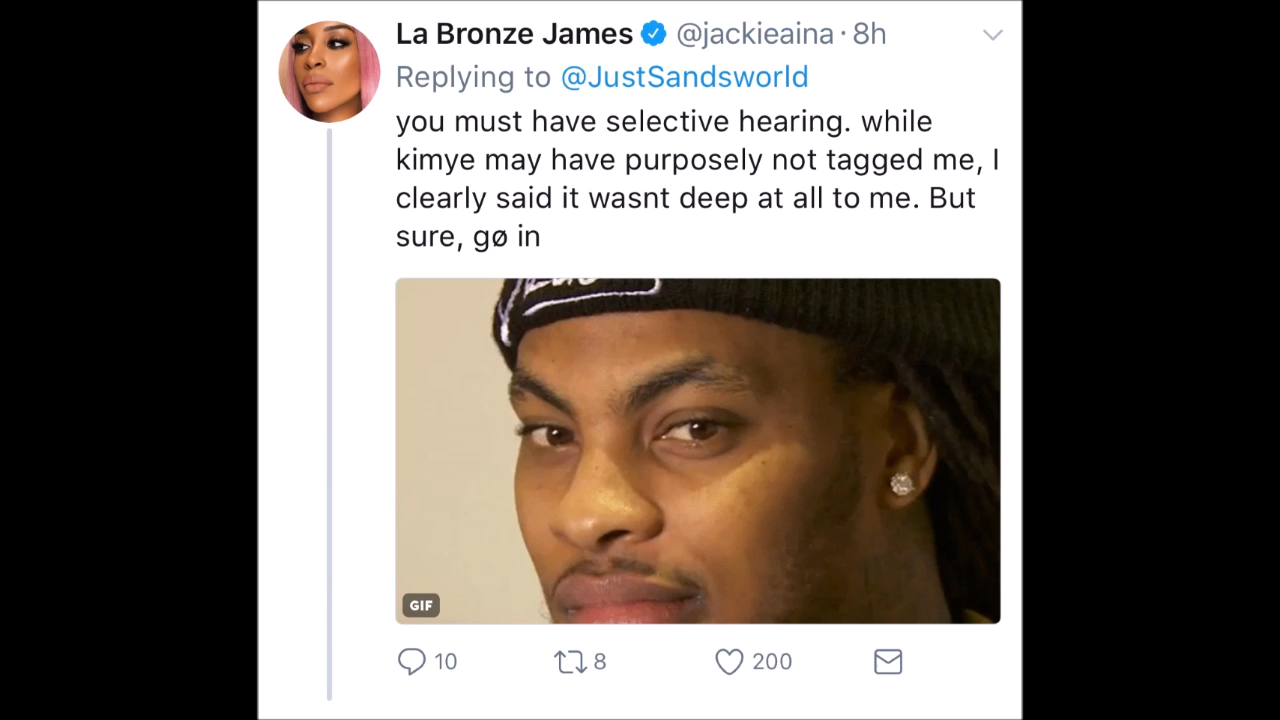 La Bronze James @jackieaina · 8h
Replying to @JustSandsworld
you must have selective hearing. while
kimye may have purposely not tagged me, I
clearly said it wasnt deep at all to me. But
sure, gø in
GIF
10 8 200